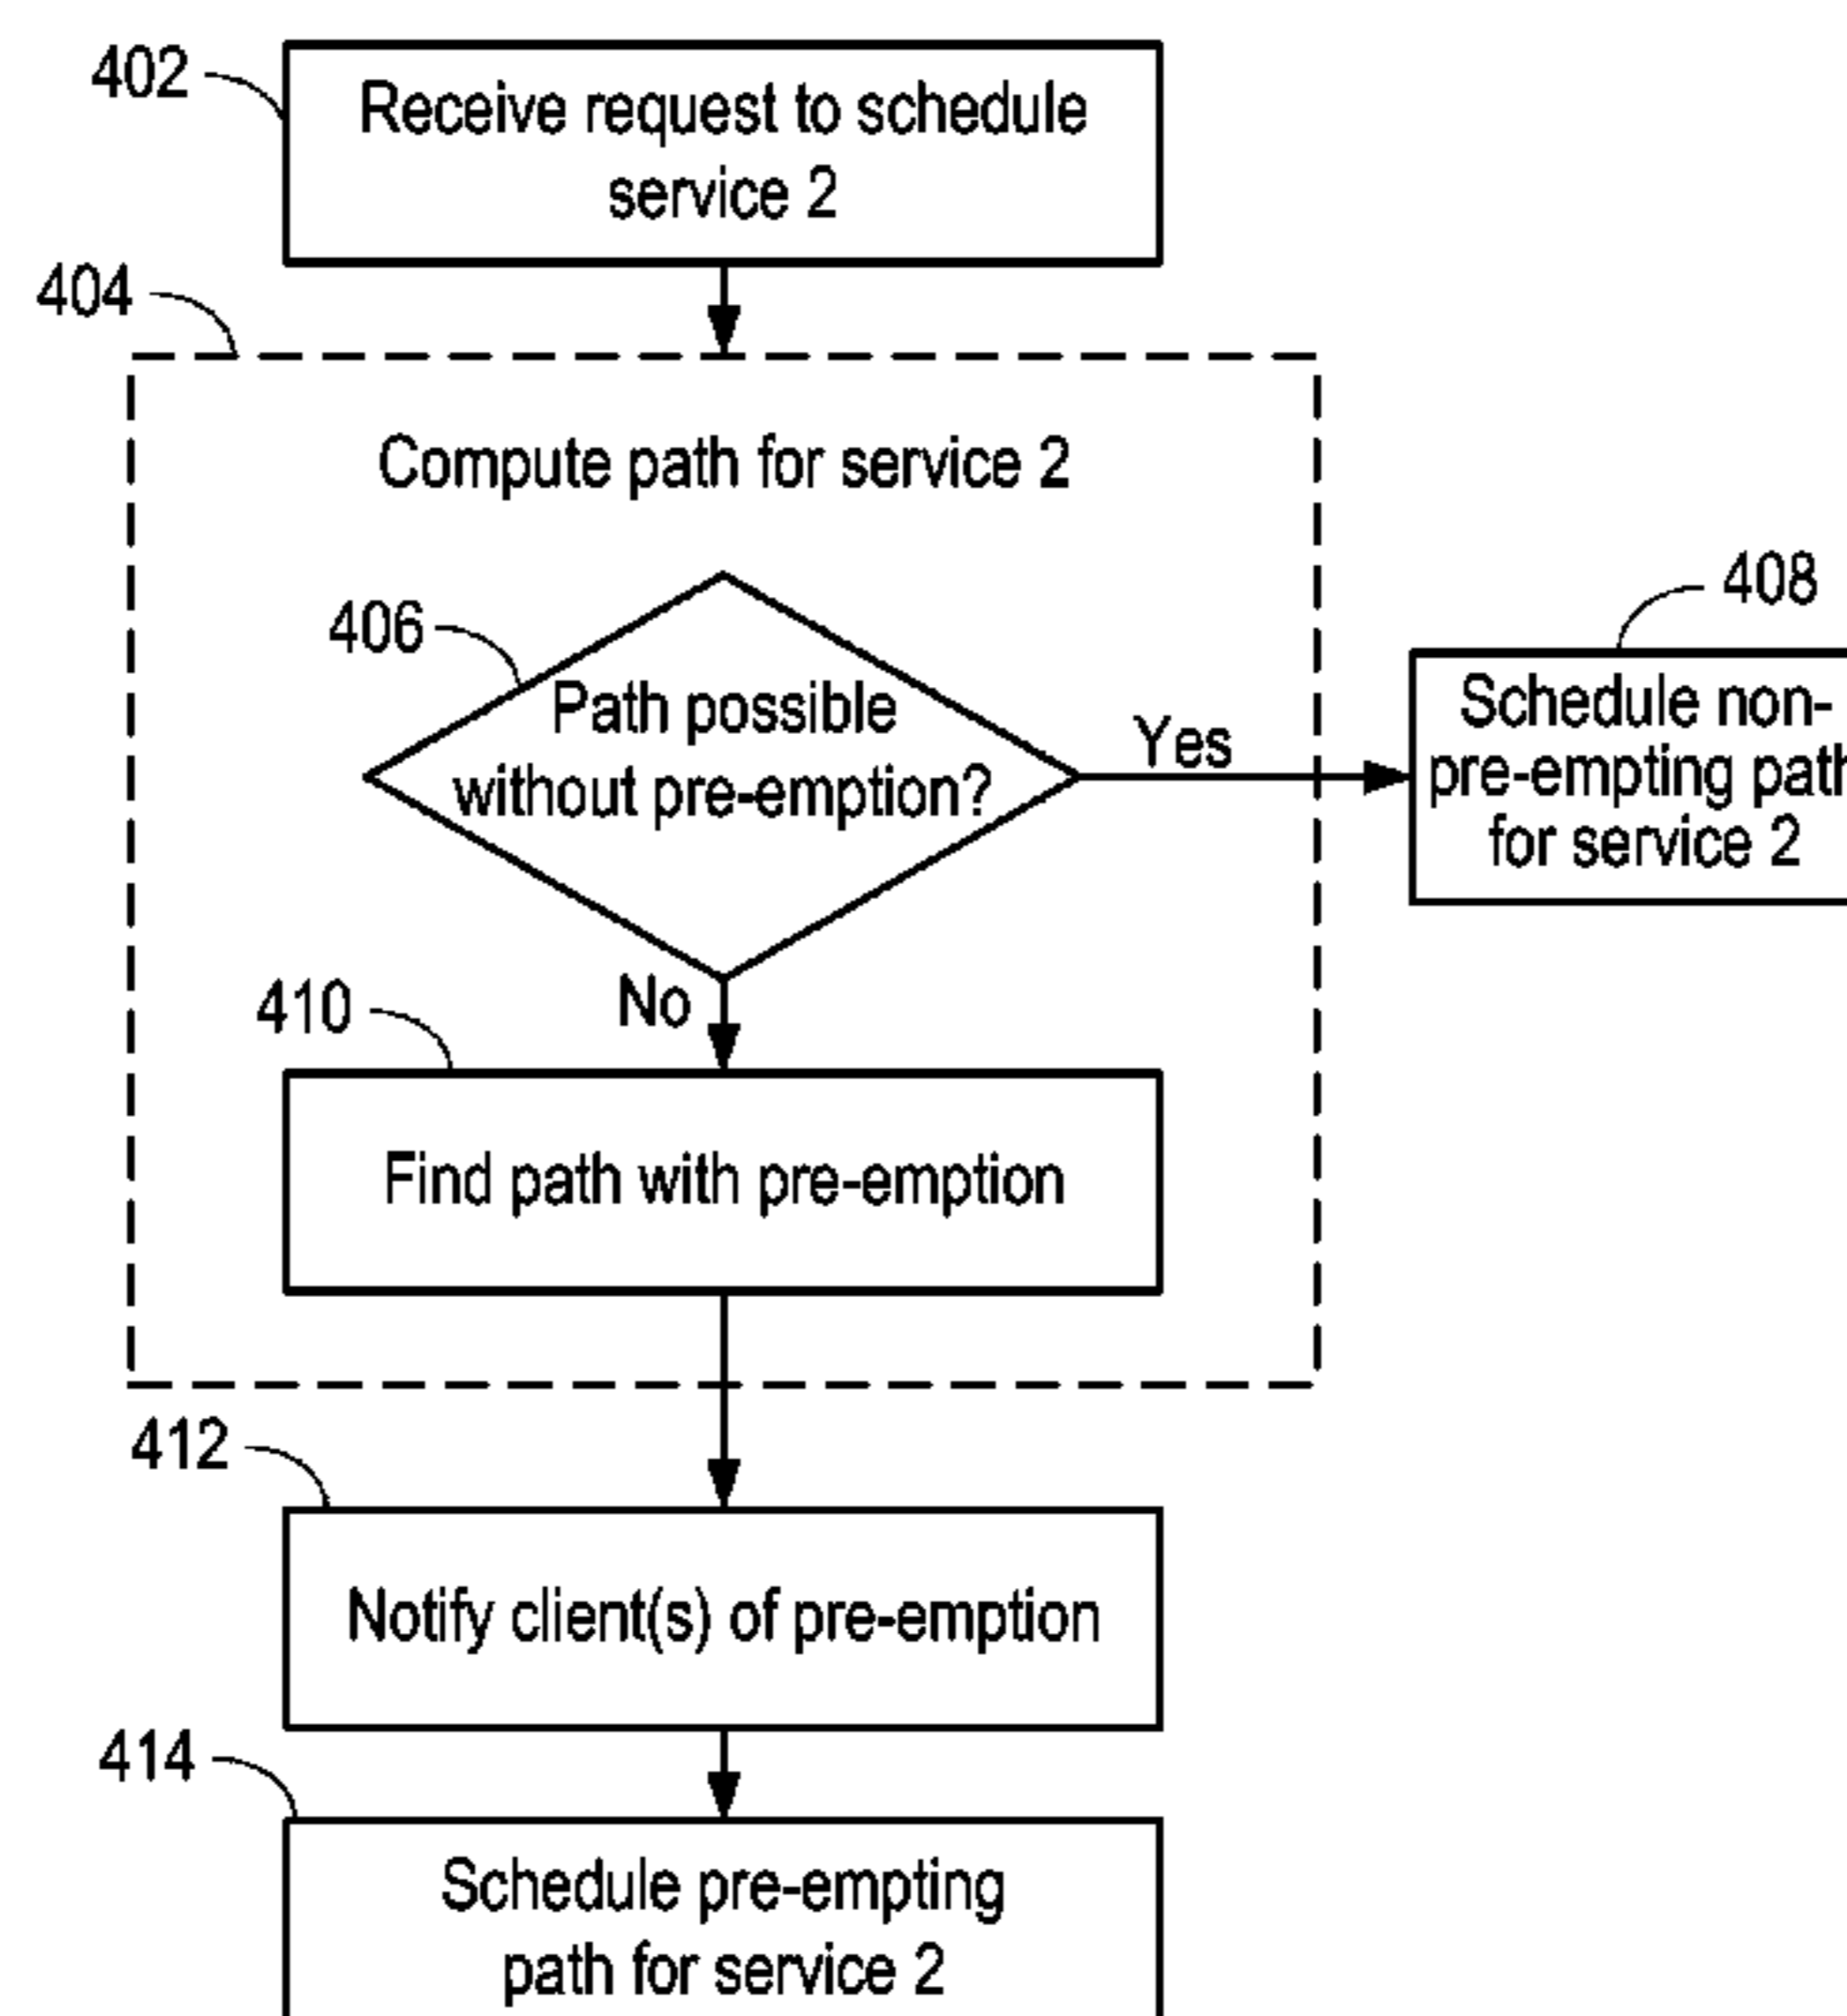 402
Receive request to schedule
service 2
404
Compute path for service 2
406
Path possible
without pre-emption?
Yes
408
Schedule non-
pre-empting path
for service 2
No
410
Find path with pre-emption
412
Notify client(s) of pre-emption
414
Schedule pre-empting
path for service 2